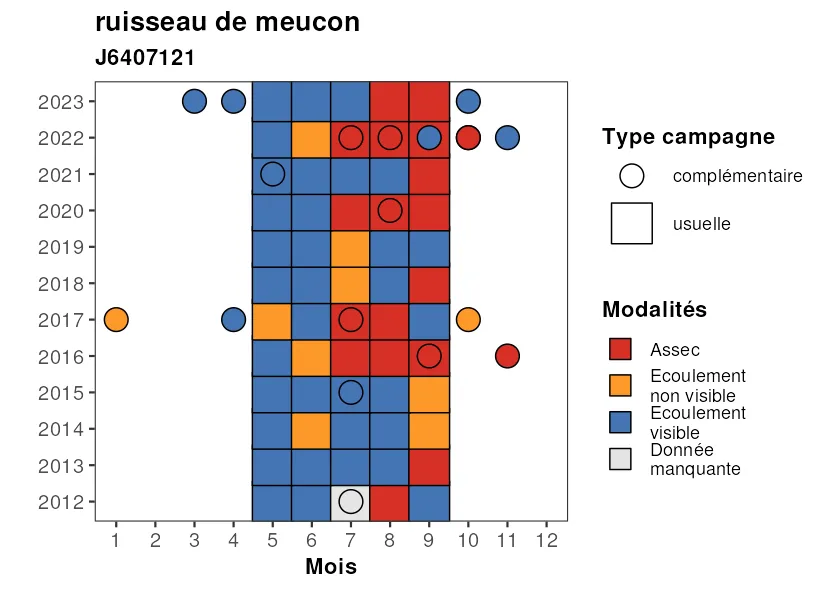 ruisseau de meucon
J6407121
2023
2022
2021
2020
2019
2018
2017
2016
2015
2014
2013
2012
1 2 3 4 5 6 7 8 9 10 11 12
Mois
Type campagne
complémentaire
usuelle
Modalités
Assec
Ecoulement
non visible
Ecoulement
visible
Donnée
manquante